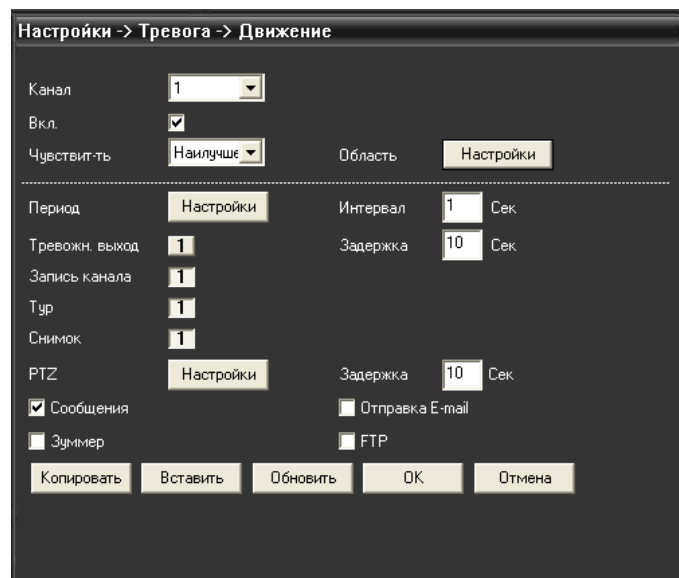 Настройки -> Тревога -> Движение
Канал 1
Вкл.
Чувствит-ть Наилучше Область Настройки
Период Настройки Интервал 1 Сек
Тревожн. выход 1 Задержка 10 Сек
Запись канала 1
Тур 1
Снимок 1
PTZ Настройки Задержка 10 Сек
Сообщения Отправка E-mail
Зуммер FTP
Копировать Вставить Обновить OK Отмена